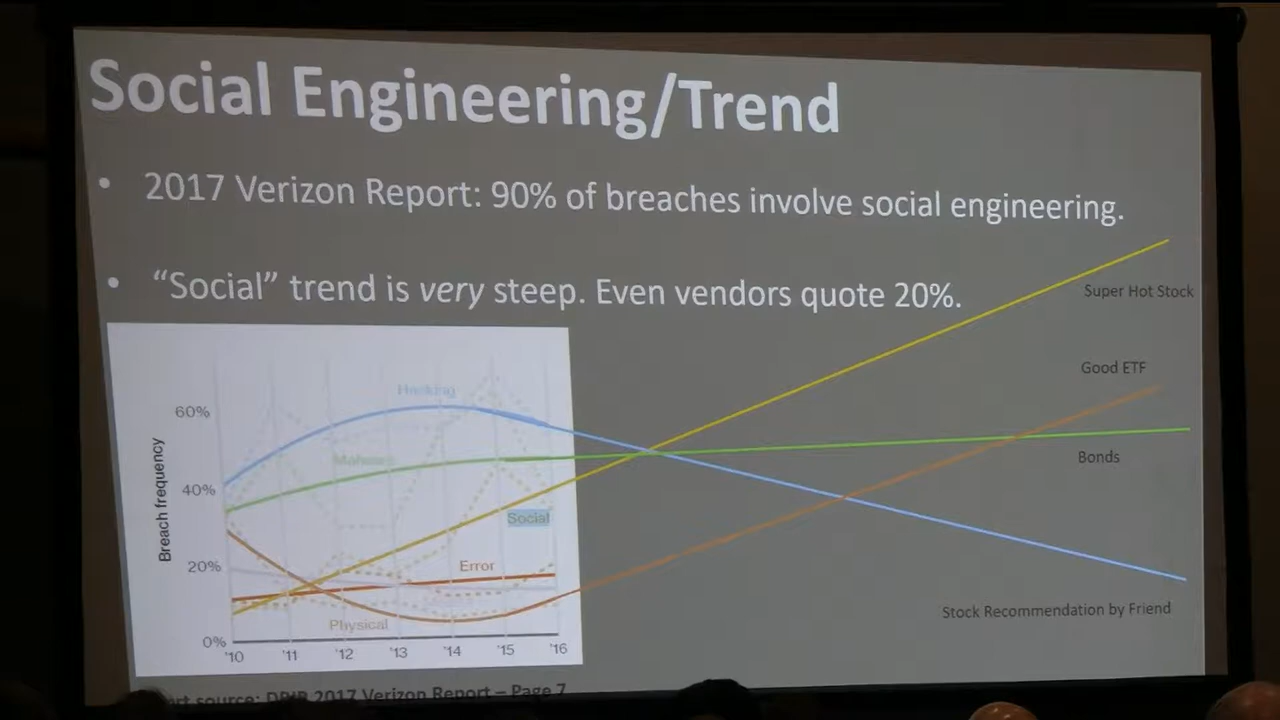 Social Engineering/Trend
• 2017 Verizon Report: 90% of breaches involve social engineering.
• “Social” trend is very steep. Even vendors quote 20%.
Super Hot Stock
Good ETF
Bonds
Stock Recommendation by Friend
Hacking
Malware
Social
Error
Physical
Breach frequency
60%
40%
20%
0%
'10 '11 '12 '13 '14 '15 '16
source: DBIR 2017 Verizon Report – Page 7